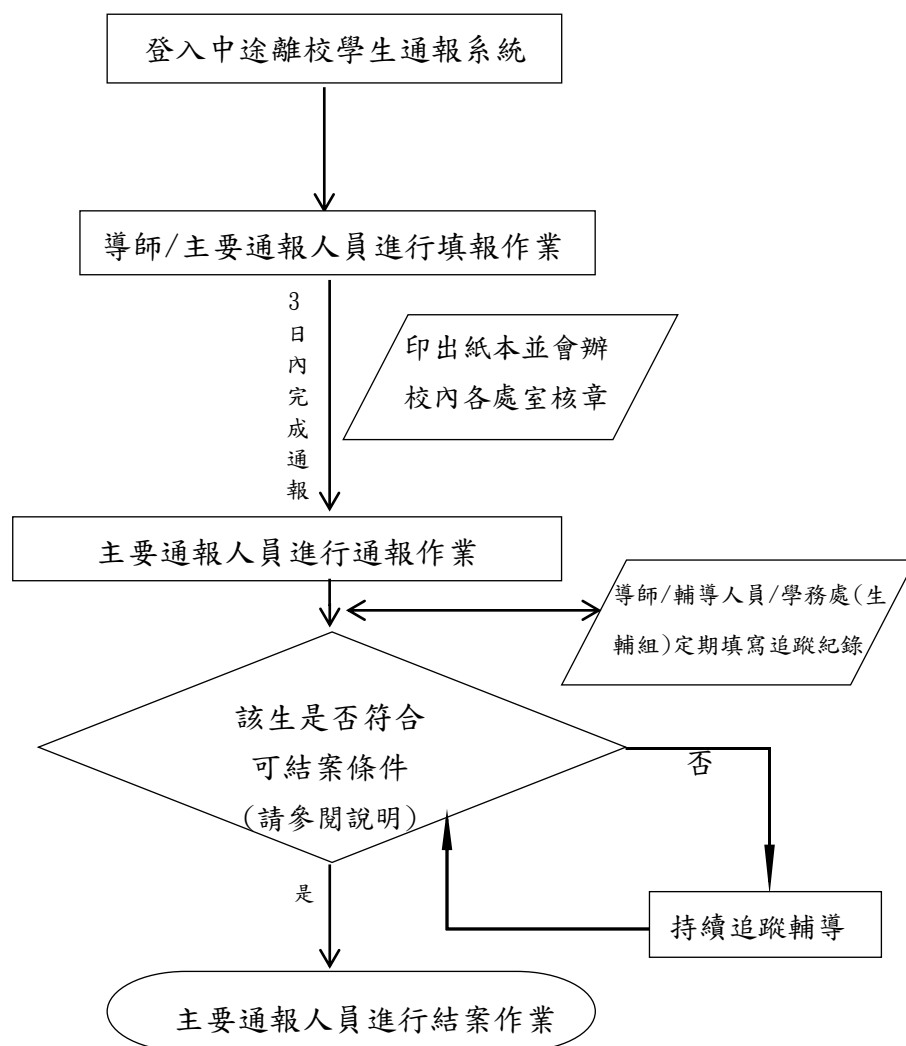 登入中途離校學生通報系統
導師/主要通報人員進行填報作業
3
日
內
完
成
通
報
印出紙本並會辦
校內各處室核章
主要通報人員進行通報作業
導師/輔導人員/學務處(生
輔組)定期填寫追蹤紀錄
該生是否符合
可結案條件
(請參閱說明)
否
是
持續追蹤輔導
主要通報人員進行結案作業